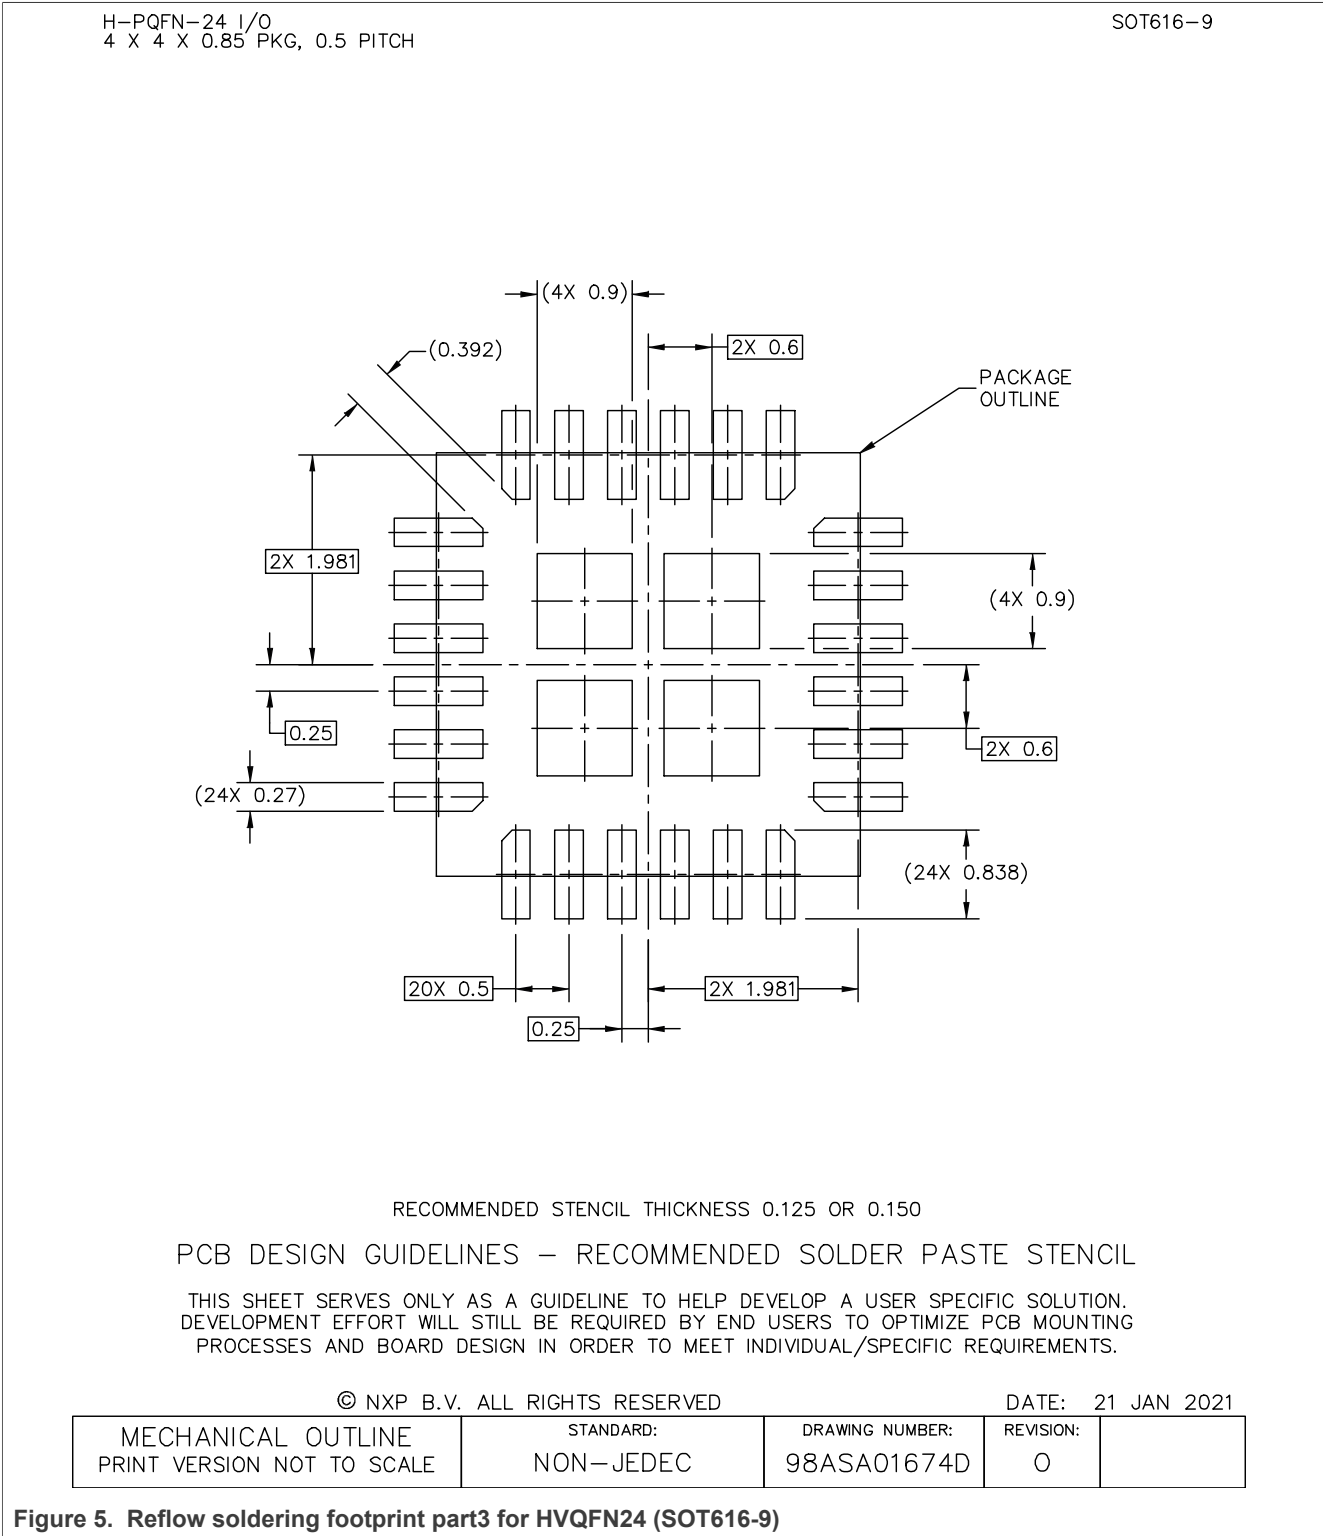 H-PQFN-24 I/O
4 X 4 X 0.85 PKG, 0.5 PITCH
SOT616-9
(4X 0.9)
2X 0.6
(0.392)
PACKAGE
OUTLINE
2X 1.981
(4X 0.9)
0.25
2X 0.6
(24X 0.27)
(24X 0.838)
20X 0.5
2X 1.981
0.25
RECOMMENDED STENCIL THICKNESS 0.125 OR 0.150
PCB DESIGN GUIDELINES - RECOMMENDED SOLDER PASTE STENCIL
THIS SHEET SERVES ONLY AS A GUIDELINE TO HELP DEVELOP A USER SPECIFIC SOLUTION.
DEVELOPMENT EFFORT WILL STILL BE REQUIRED BY END USERS TO OPTIMIZE PCB MOUNTING
PROCESSES AND BOARD DESIGN IN ORDER TO MEET INDIVIDUAL/SPECIFIC REQUIREMENTS.
© NXP B.V. ALL RIGHTS RESERVED
DATE: 21 JAN 2021
MECHANICAL OUTLINE
PRINT VERSION NOT TO SCALE
STANDARD:
NON-JEDEC
DRAWING NUMBER:
98ASA01674D
REVISION:
O
Figure 5. Reflow soldering footprint part3 for HVQFN24 (SOT616-9)